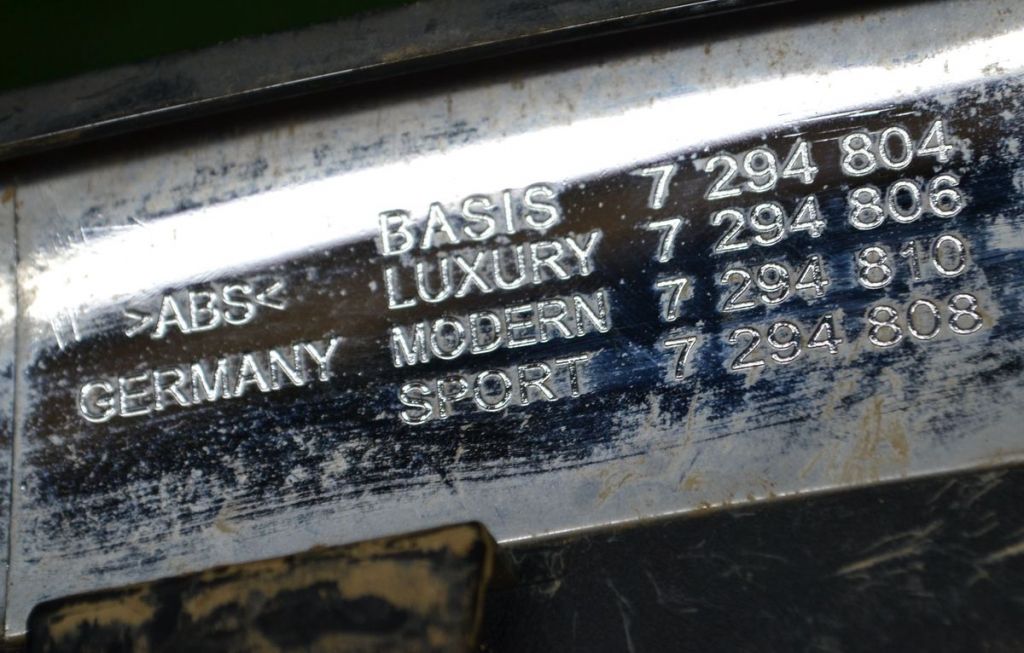 BASIS 7 294 804
LUXURY 7 294 806
>ABS< MODERN 7 294 810
GERMANY SPORT 7 294 808